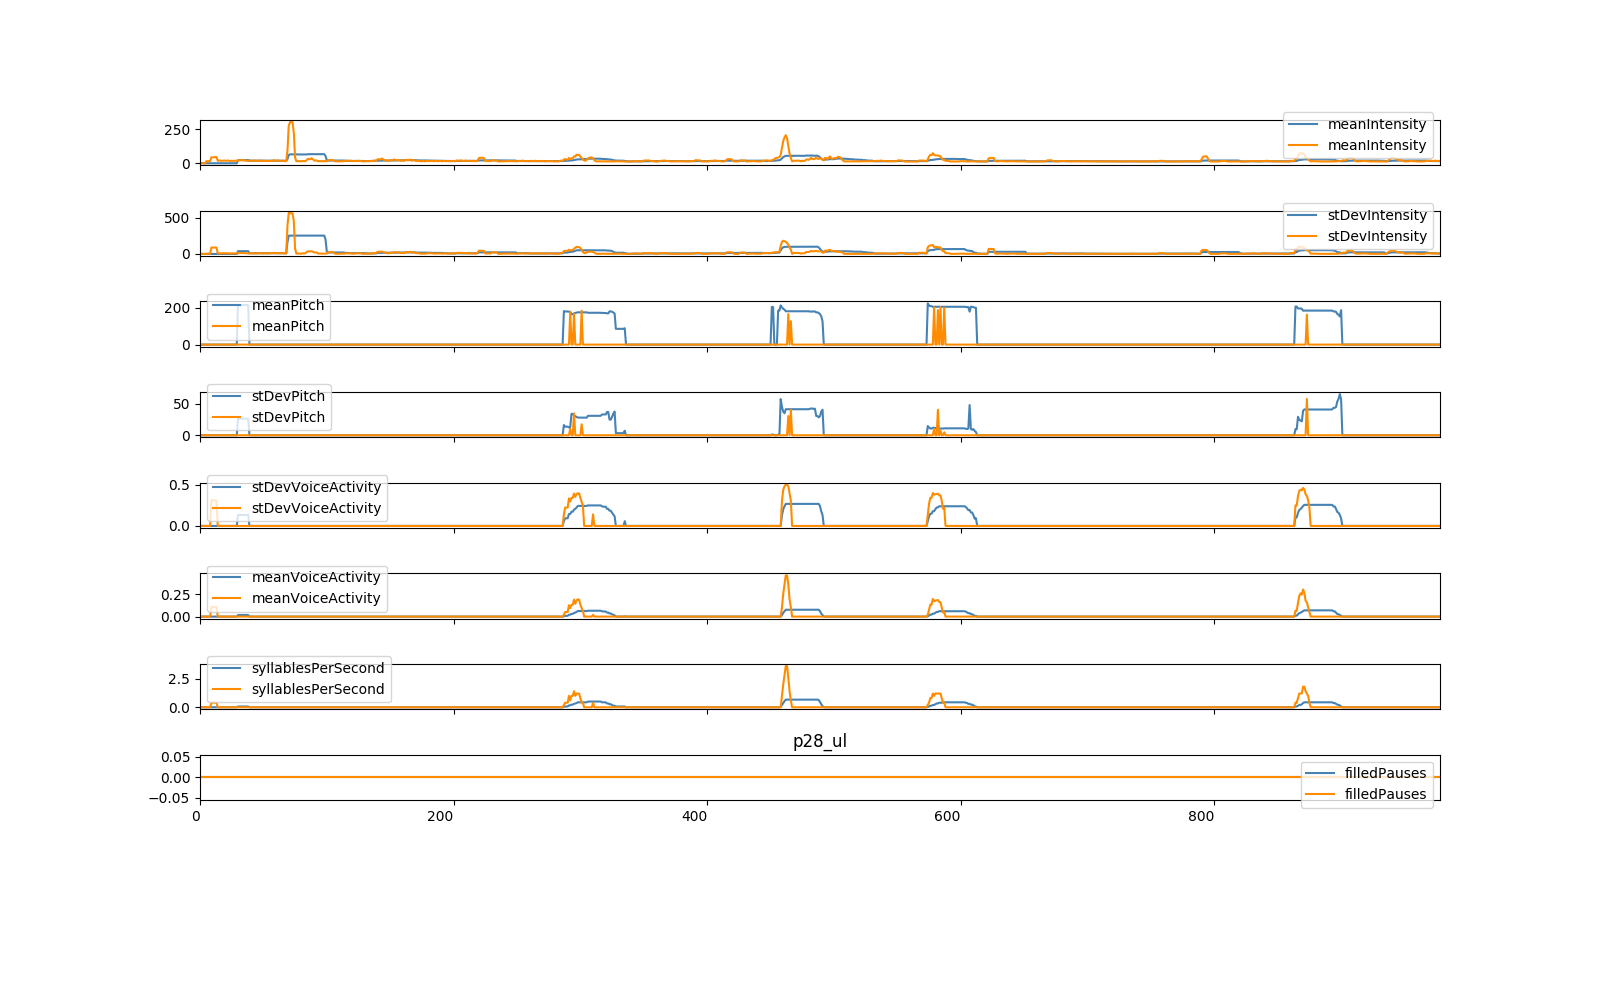 250
0
meanIntensity
meanIntensity
500
0
stDevIntensity
stDevIntensity
200
0
meanPitch
meanPitch
50
0
stDevPitch
stDevPitch
0.5
0.0
stDevVoiceActivity
stDevVoiceActivity
0.25
0.00
meanVoiceActivity
meanVoiceActivity
2.5
0.0
syllablesPerSecond
syllablesPerSecond
p28_ul
0.05
0.00
−0.05
filledPauses
filledPauses
0 200 400 600 800